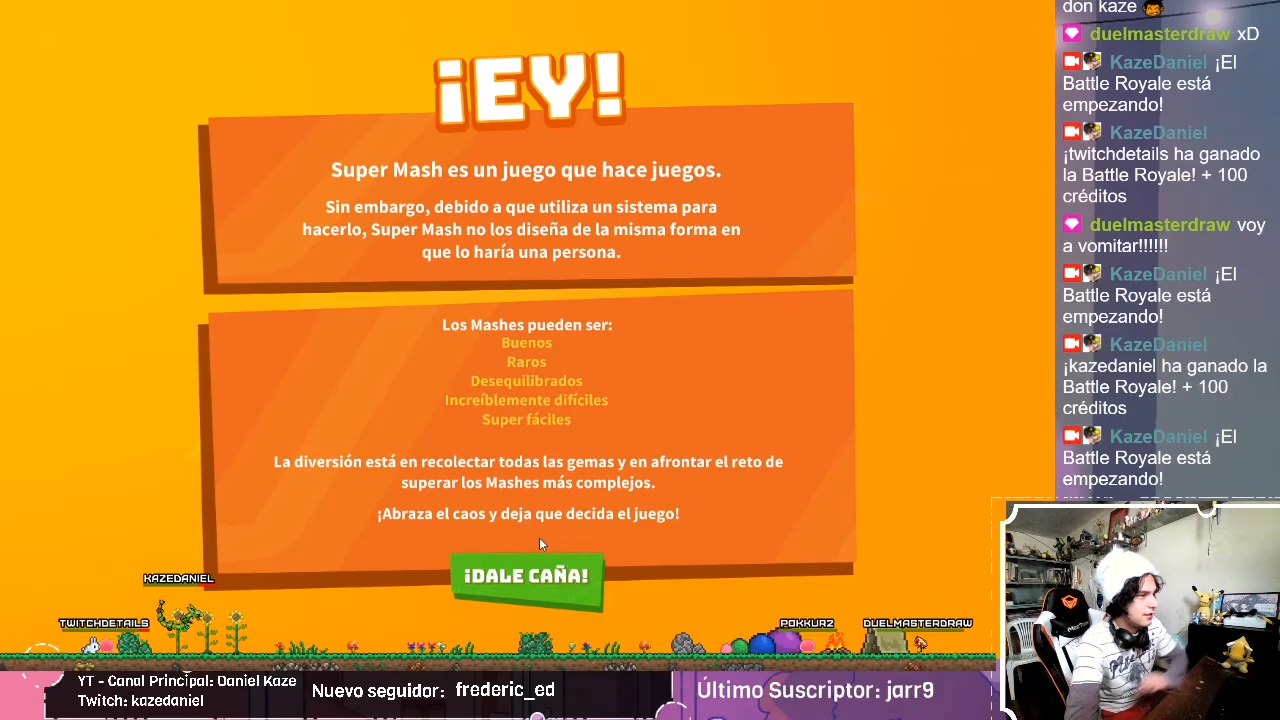 ¡EY!
Super Mash es un juego que hace juegos.
Sin embargo, debido a que utiliza un sistema para
hacerlo, Super Mash no los diseña de la misma forma en
que lo haría una persona.
Los Mashes pueden ser:
Buenos
Raros
Desequilibrados
Increíblemente difíciles
Super fáciles
La diversión está en recolectar todas las gemas y en afrontar el reto de
superar los Mashes más complejos.
¡Abraza el caos y deja que decida el juego!
¡DALE CAÑA!
KAZEDANIEL
TWITCHDETAILS
POKKURZ
DUELMASTERDRAW
YT - Canal Principal: Daniel Kaze
Twitch: kazedaniel
Nuevo seguidor: frederic_ed
Último Suscriptor: jarr9
don kaze
duelmasterdraw xD
KazeDaniel ¡El
Battle Royale está
empezando!
KazeDaniel
¡twitchdetails ha ganado
la Battle Royale! + 100
créditos
duelmasterdraw voy
a vomitar!!!!!!
KazeDaniel ¡El
Battle Royale está
empezando!
KazeDaniel
¡kazedaniel ha ganado la
Battle Royale! + 100
créditos
KazeDaniel ¡El
Battle Royale está
empezando!